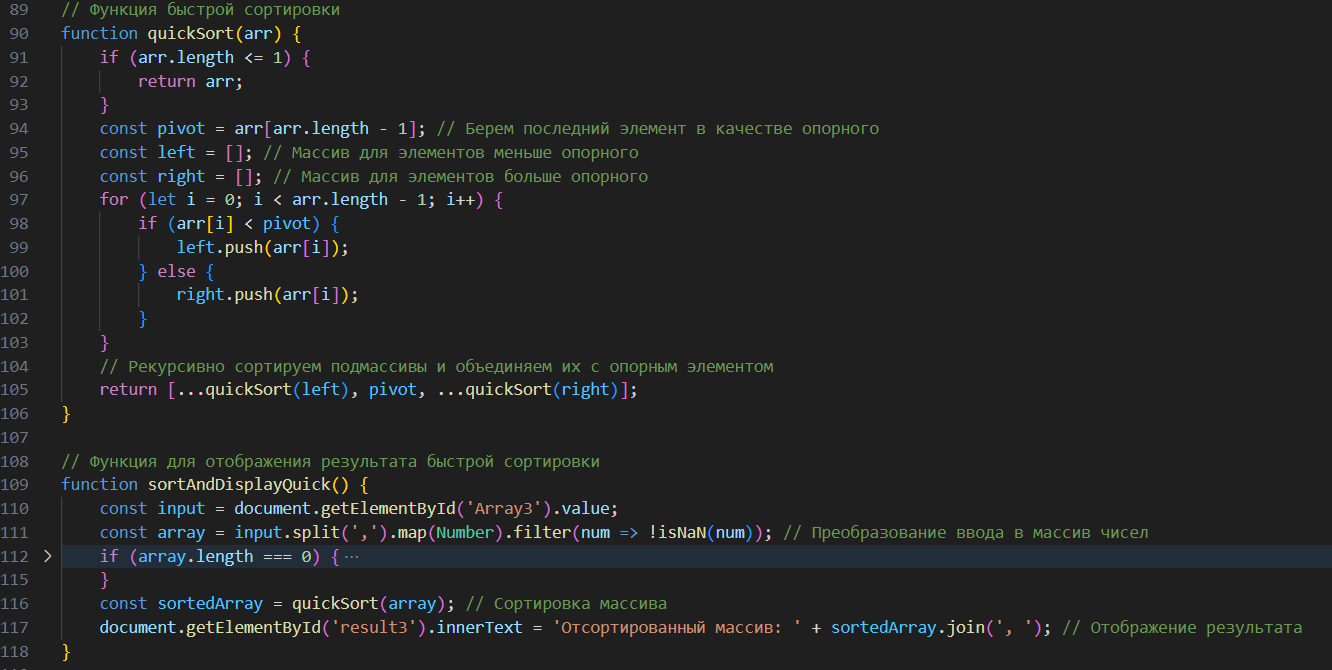 89 // Функция быстрой сортировки
90 function quickSort(arr) {
91     if (arr.length <= 1) {
92         return arr;
93     }
94     const pivot = arr[arr.length - 1]; // Берем последний элемент в качестве опорного
95     const left = []; // Массив для элементов меньше опорного
96     const right = []; // Массив для элементов больше опорного
97     for (let i = 0; i < arr.length - 1; i++) {
98         if (arr[i] < pivot) {
99             left.push(arr[i]);
100         } else {
101             right.push(arr[i]);
102         }
103     }
104     // Рекурсивно сортируем подмассивы и объединяем их с опорным элементом
105     return [...quickSort(left), pivot, ...quickSort(right)];
106 }
107
108 // Функция для отображения результата быстрой сортировки
109 function sortAndDisplayQuick() {
110     const input = document.getElementById('Array3').value;
111     const array = input.split(',').map(Number).filter(num => !isNaN(num)); // Преобразование ввода в массив чисел
112 >   if (array.length === 0) { ⋯
115     }
116     const sortedArray = quickSort(array); // Сортировка массива
117     document.getElementById('result3').innerText = 'Отсортированный массив: ' + sortedArray.join(', '); // Отображение результата
118 }